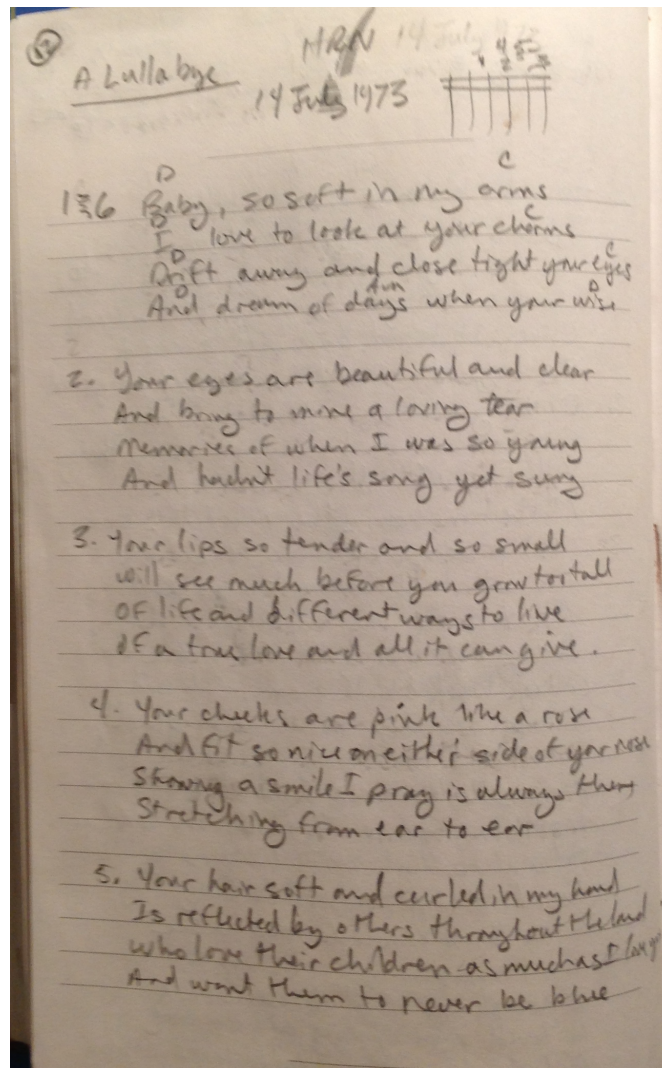 12
MRN 14 July
A Lullabye
14 July 1973
D C
1 & 6 Baby, so soft in my arms
D C
I love to look at your charms
D C
Drift away and close tight your eyes
D D
And dream of days when your wise
2. Your eyes are beautiful and clear
And bring to mine a loving tear
Memories of when I was so young
And hadn't life's song yet sung
3. Your lips so tender and so small
will see much before you grow too tall
Of life and different ways to live
Of a true love and all it can give.
4. Your cheeks are pink like a rose
And fit so nice on either side of your nose
Showing a smile I pray is always there
Stretching from ear to ear
5. Your hair soft and curled in my hand
Is reflected by others throughout the land
who love their children as much as I love
And want them to never be blue